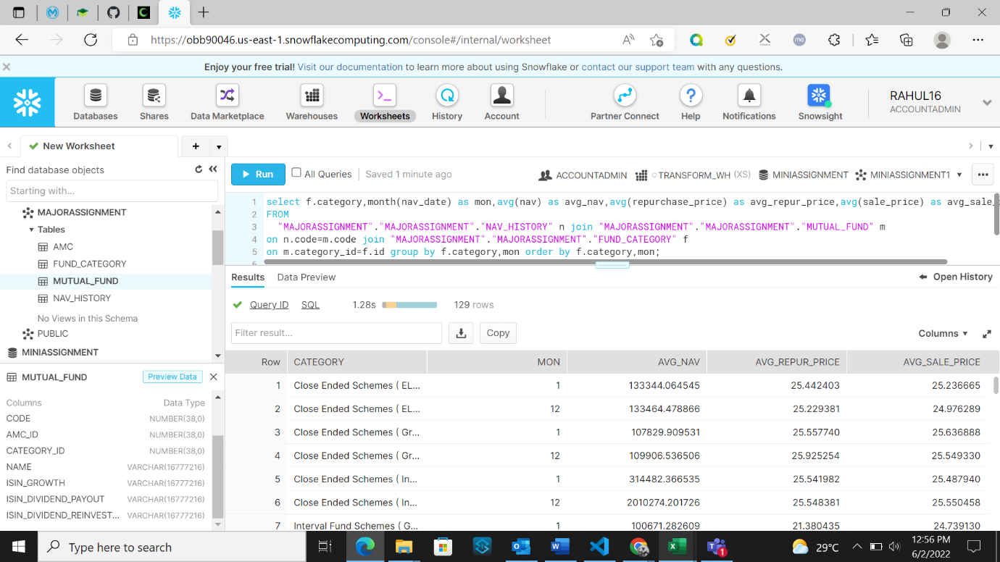 https://obb90046.us-east-1.snowflakecomputing.com/console#/internal/worksheet
Enjoy your free trial! Visit our documentation to learn more about using Snowflake or contact our support team with any questions.
Databases
Shares
Data Marketplace
Warehouses
Worksheets
History
Account
Partner Connect
Help
Notifications
Snowsight
RAHUL16
ACCOUNTADMIN
New Worksheet
Find database objects
Starting with...
MAJORASSIGNMENT
Tables
AMC
FUND_CATEGORY
MUTUAL_FUND
NAV_HISTORY
No Views in this Schema
PUBLIC
MINIASSIGNMENT
MUTUAL_FUND Preview Data
Columns Data Type
CODE NUMBER(38,0)
AMC_ID NUMBER(38,0)
CATEGORY_ID NUMBER(38,0)
NAME VARCHAR(16777216)
ISIN_GROWTH VARCHAR(16777216)
ISIN_DIVIDEND_PAYOUT VARCHAR(16777216)
ISIN_DIVIDEND_REINVEST... VARCHAR(16777216)
Run All Queries Saved 1 minute ago ACCOUNTADMIN TRANSFORM_WH (XS) MINIASSIGNMENT MINIASSIGNMENT1
1 select f.category,month(nav_date) as mon,avg(nav) as avg_nav,avg(repurchase_price) as avg_repur_price,avg(sale_price) as avg_sale_
2 FROM
3 "MAJORASSIGNMENT"."MAJORASSIGNMENT"."NAV_HISTORY" n join "MAJORASSIGNMENT"."MAJORASSIGNMENT"."MUTUAL_FUND" m
4 on n.code=m.code join "MAJORASSIGNMENT"."MAJORASSIGNMENT"."FUND_CATEGORY" f
5 on m.category_id=f.id group by f.category,mon order by f.category,mon;
6
Results Data Preview Open History
Query ID SQL 1.28s 129 rows
Filter result... Copy Columns
Row CATEGORY MON AVG_NAV AVG_REPUR_PRICE AVG_SALE_PRICE
1 Close Ended Schemes ( EL... 1 133344.064545 25.442403 25.236665
2 Close Ended Schemes ( EL... 12 133464.478866 25.229381 24.976289
3 Close Ended Schemes ( Gr... 1 107829.909531 25.557740 25.636888
4 Close Ended Schemes ( Gr... 12 109906.536506 25.925254 25.549330
5 Close Ended Schemes ( In... 1 314482.366535 25.541982 25.487940
6 Close Ended Schemes ( In... 12 2010274.201726 25.548381 25.550458
7 Interval Fund Schemes ( G... 1 100671.282609 21.380435 24.739130
Type here to search
29°C
12:56 PM
6/2/2022